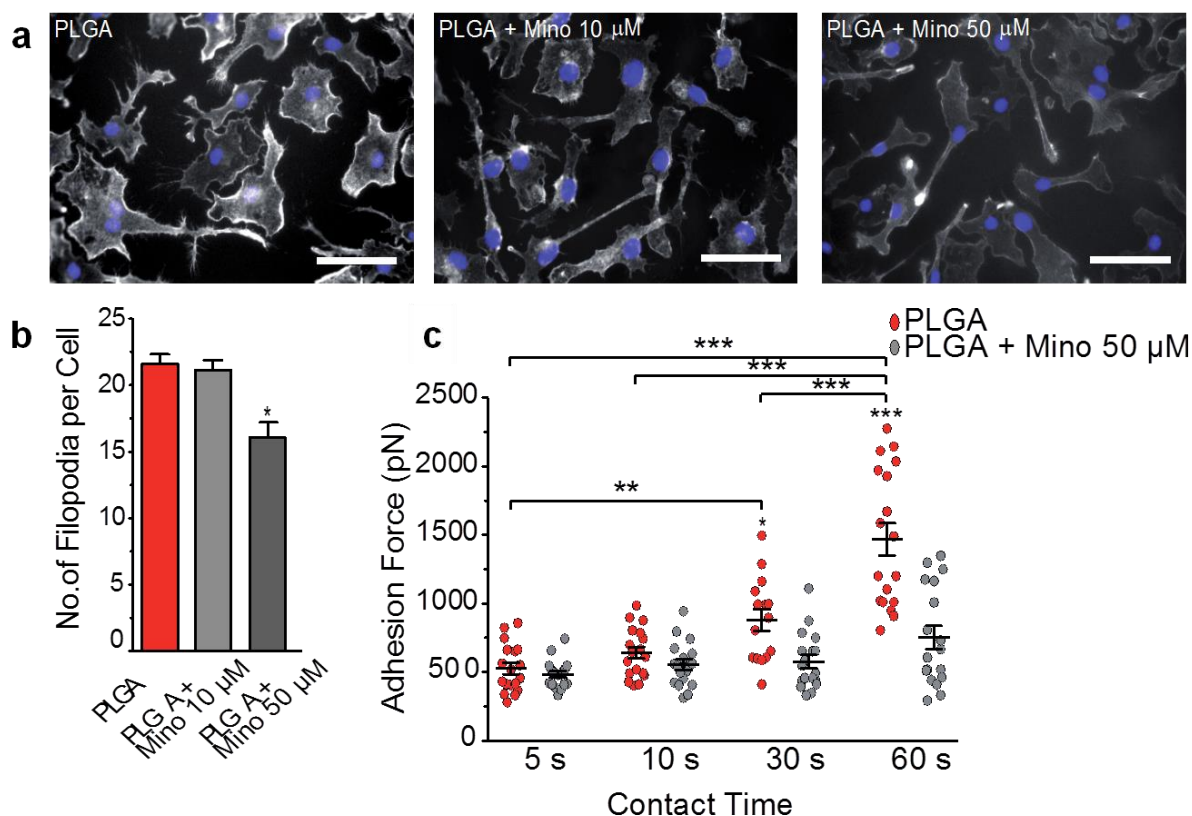 a
PLGA
PLGA + Mino 10 μM
PLGA + Mino 50 μM
b
No.of Filopodia per Cell
25
20
15
10
5
0
*
PLGA
PLG A +
Mino 10 μM
PLG A +
Mino 50 μM
c
PLGA
PLGA + Mino 50 μM
***
***
***
***
**
*
Adhesion Force (pN)
2500
2000
1500
1000
500
0
5 s
10 s
30 s
60 s
Contact Time